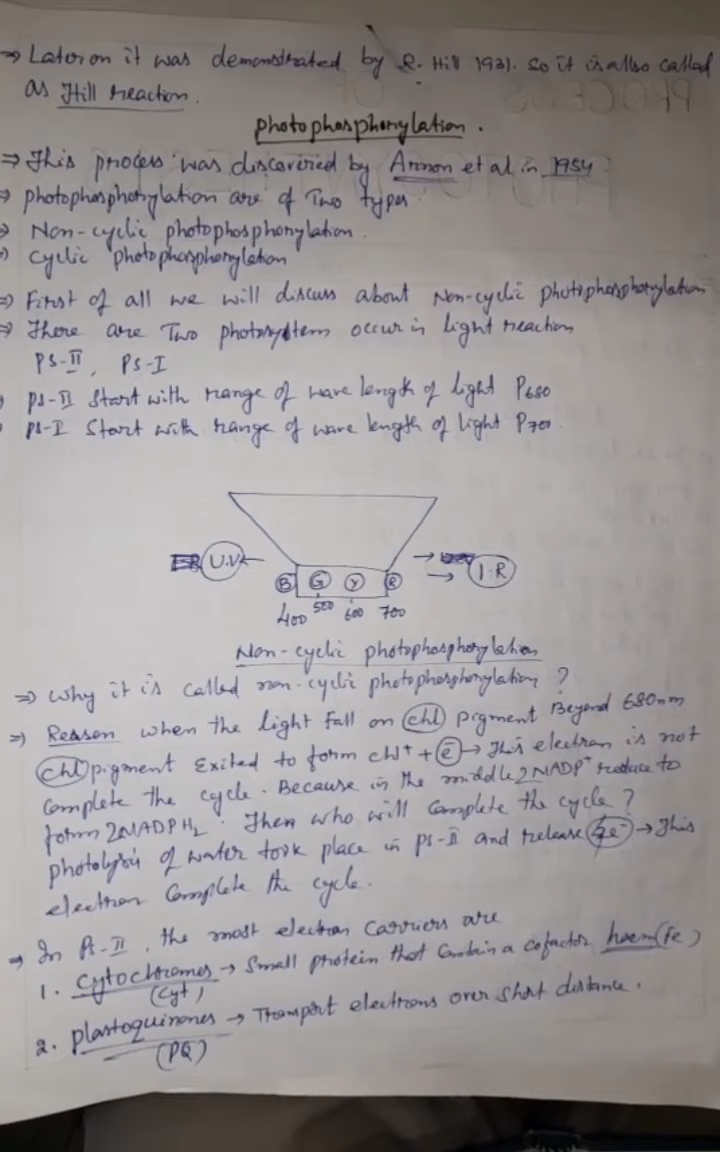 ⇒ Later on it was demonstrated by R. Hill 1931. So it is also called
as Hill reaction.
photophosphorylation.
⇒ This process was discovered by Arnon et al in 1954.
⇒ photophosphorylation are of Two types
⇒ Non-cyclic photophosphorylation.
⇒ cyclic photophosphorylation
⇒ First of all we will discuss about Non-cyclic photophosphorylation
⇒ There are Two photosystem occur in light reaction
PS-II, PS-I
PS-II Start with range of wave length of light P680
PS-I Start with range of wave length of light P700.
U.V
B G Y R
I.R
400 500 600 700
Non-cyclic photophosphorylation
⇒ why it is called non-cyclic photophosphorylation ?
⇒ Reason when the light fall on chl pigment Beyond 680nm
chl pigment Exited to form chl⁺ + e⁻ → This electron is not
complete the cycle. Because in the middle 2NADP⁺ reduce to
form 2NADPH₂. Then who will complete the cycle ?
photolysis of water took place in PS-II and release e⁻ → This
electron complete the cycle.
⇒ In PS-II, the most electron carriers are
1. cytochromes → Small protein that contain a cofactor haem(Fe)
(cyt)
2. plastoquinones → Transport electrons over short distance.
(PQ)